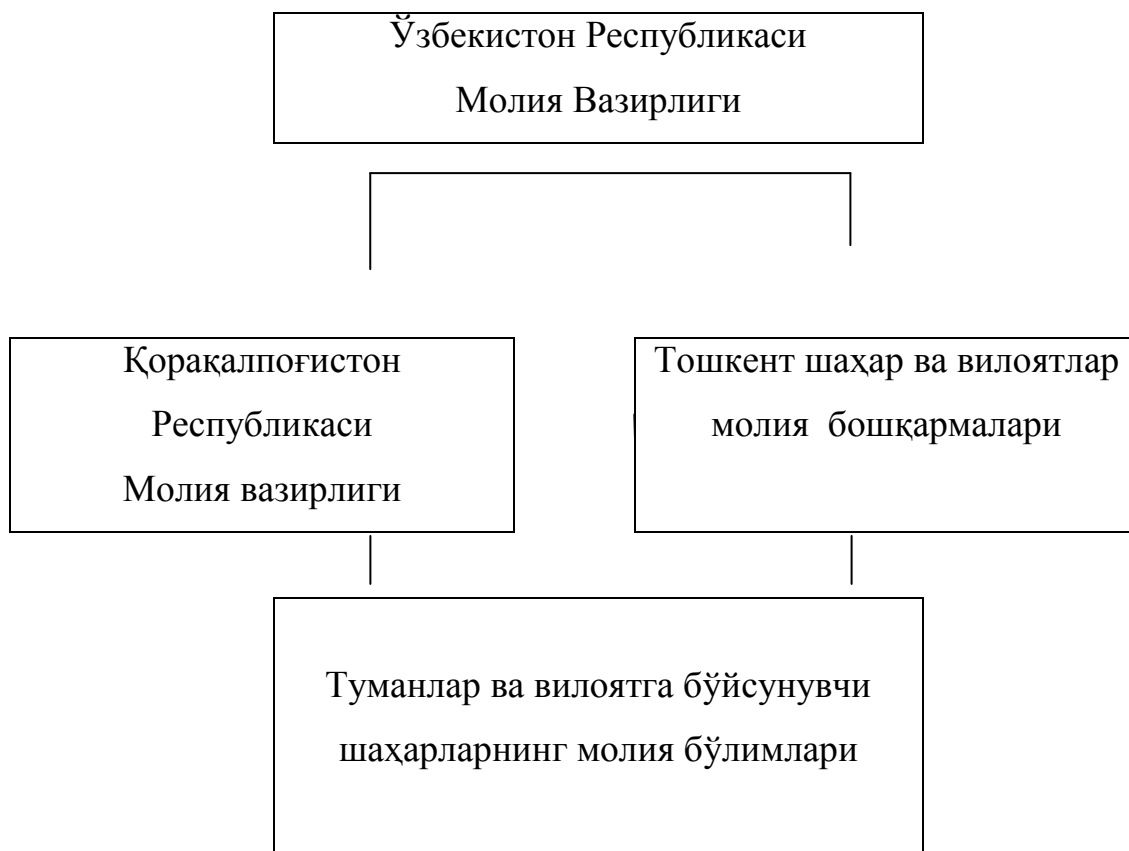 Ўзбекистон Республикаси
Молия Вазирлиги
Қорақалпоғистон
Республикаси
Молия вазирлиги
Тошкент шаҳар ва вилоятлар
молия бошқармалари
Туманлар ва вилоятга бўйсунувчи
шаҳарларнинг молия бўлимлари